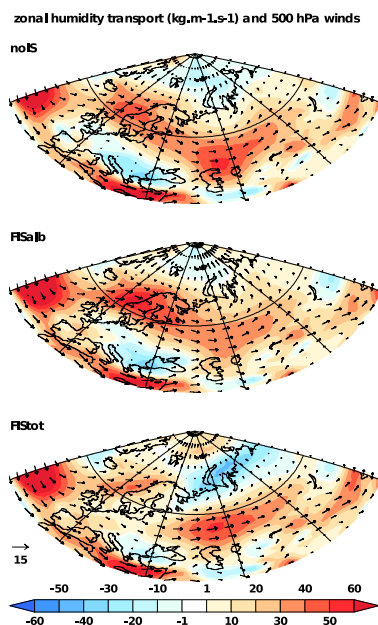 zonal humidity transport (kg.m-1.s-1) and 500 hPa winds
noIS
FISalb
FIStot
15
-50 -30 -10 1 20 40 60
-60 -40 -20 -1 10 30 50